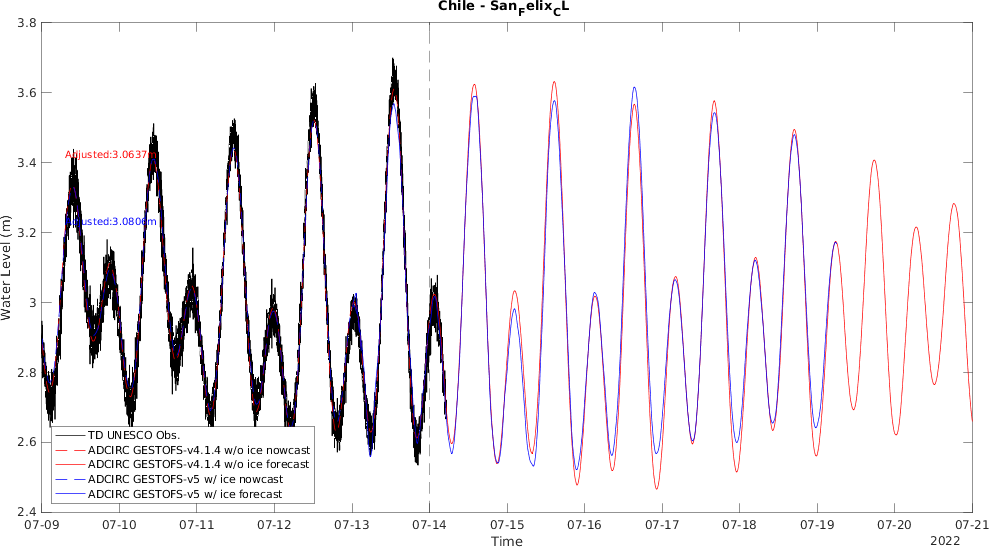 Chile - San_Felix_CL
3.8
3.6
3.4
3.2
3
2.8
2.6
2.4
Water Level (m)
Adjusted:3.0637m
Adjusted:3.0806m
TD UNESCO Obs.
ADCIRC GESTOFS-v4.1.4 w/o ice nowcast
ADCIRC GESTOFS-v4.1.4 w/o ice forecast
ADCIRC GESTOFS-v5 w/ ice nowcast
ADCIRC GESTOFS-v5 w/ ice forecast
07-09 07-10 07-11 07-12 07-13 07-14 07-15 07-16 07-17 07-18 07-19 07-20 07-21
Time
2022